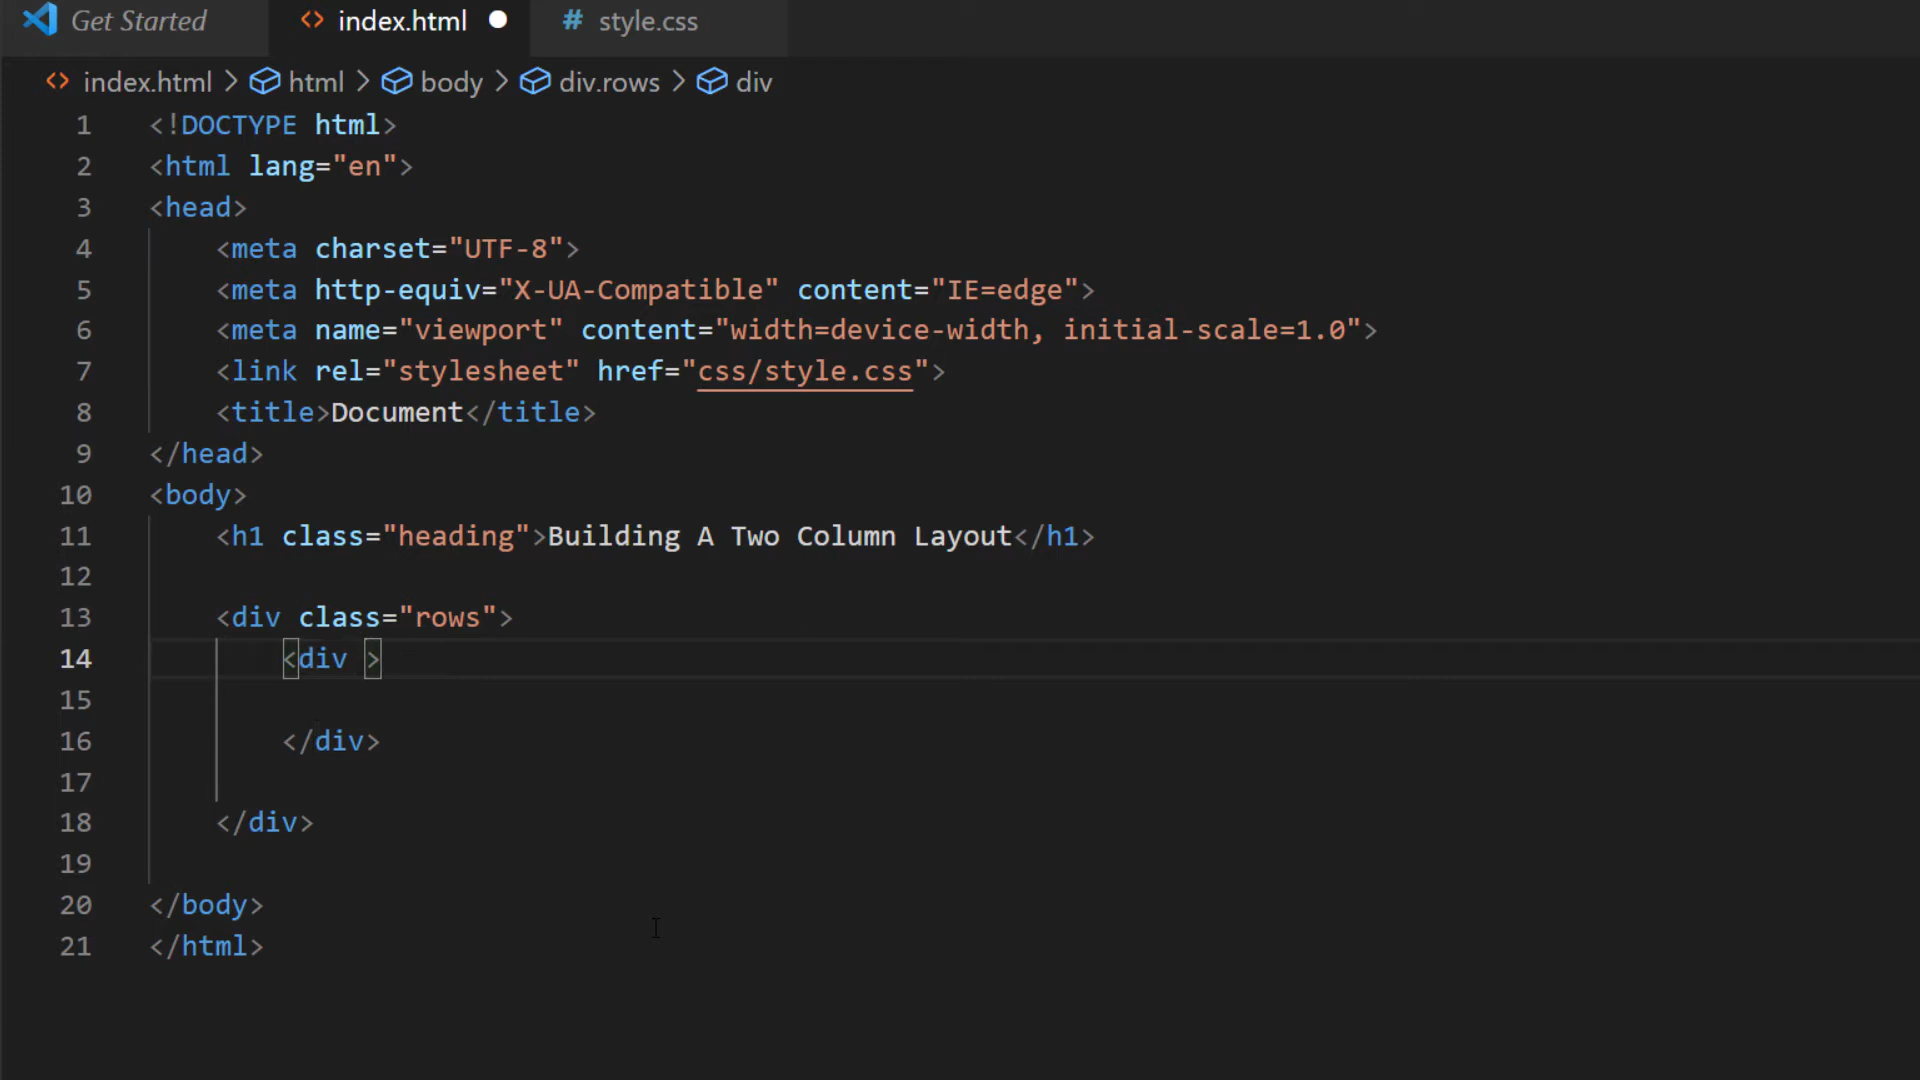 Get Started index.html style.css
index.html > html > body > div.rows > div
1 <!DOCTYPE html>
2 <html lang="en">
3 <head>
4 <meta charset="UTF-8">
5 <meta http-equiv="X-UA-Compatible" content="IE=edge">
6 <meta name="viewport" content="width=device-width, initial-scale=1.0">
7 <link rel="stylesheet" href="css/style.css">
8 <title>Document</title>
9 </head>
10 <body>
11 <h1 class="heading">Building A Two Column Layout</h1>
12
13 <div class="rows">
14 <div >
15
16 </div>
17
18 </div>
19
20 </body>
21 </html>